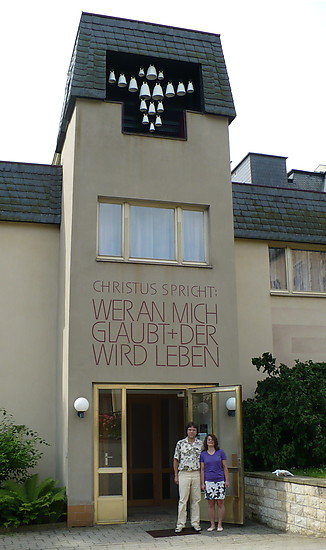 CHRISTUS SPRICHT:
WER AN MICH
GLAUBT+DER
WIRD LEBEN